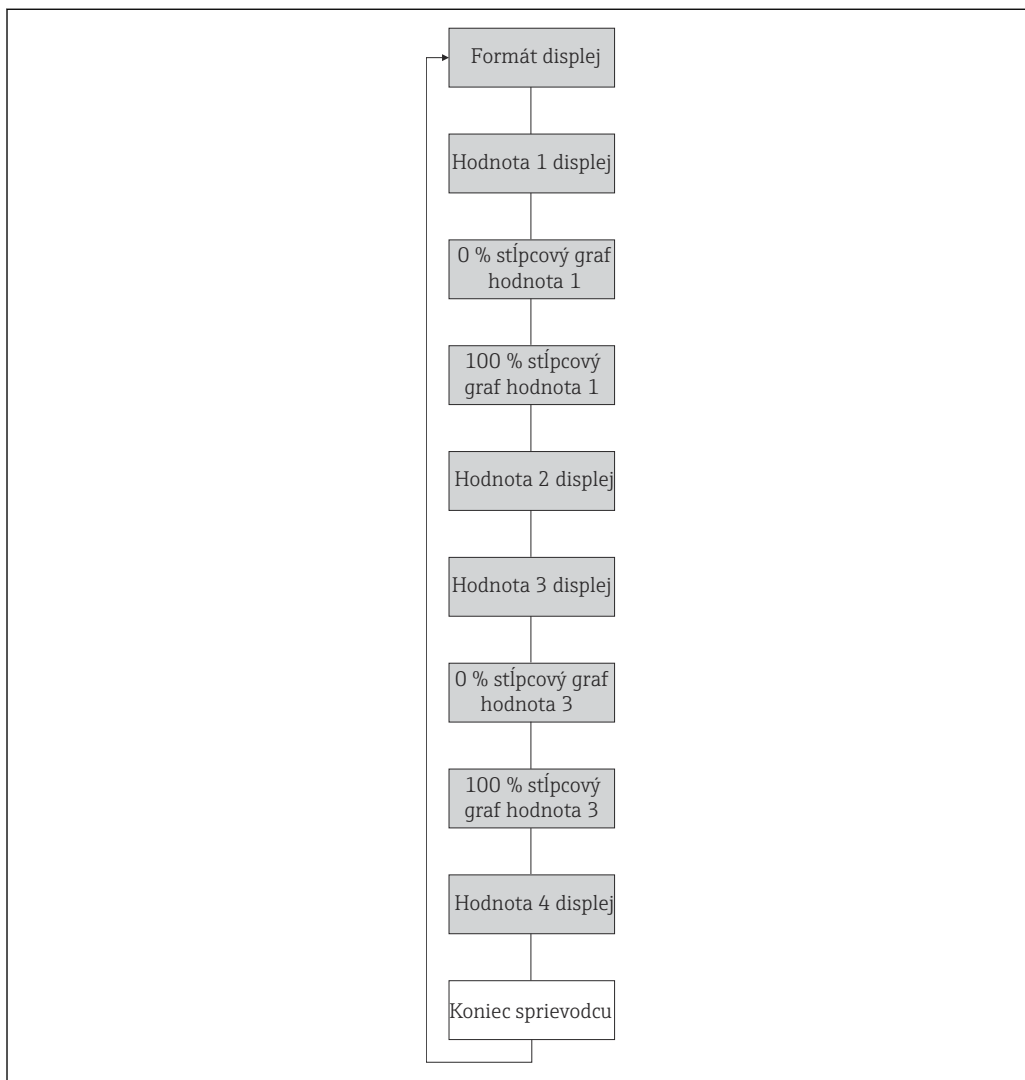 Formát displej
Hodnota 1 displej
0 % stĺpcový graf
hodnota 1
100 % stĺpcový
graf hodnota 1
Hodnota 2 displej
Hodnota 3 displej
0 % stĺpcový graf
hodnota 3
100 % stĺpcový
graf hodnota 3
Hodnota 4 displej
Koniec sprievodcu